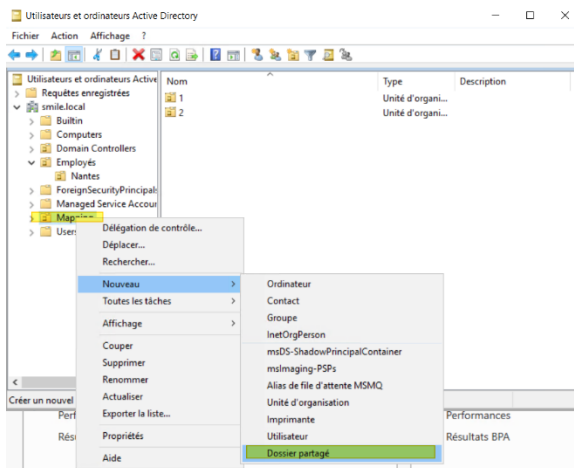 Utilisateurs et ordinateurs Active Directory
Fichier Action Affichage ?
Utilisateurs et ordinateurs Active
Requêtes enregistrées
smile.local
Builtin
Computers
Domain Controllers
Employés
Nantes
ForeignSecurityPrincipals
Managed Service Accour
Mapping
User
Nom Type Description
1 Unité d'organi...
2 Unité d'organi...
Délégation de contrôle...
Déplacer...
Rechercher...
Nouveau
Toutes les tâches
Affichage
Couper
Supprimer
Renommer
Actualiser
Exporter la liste...
Propriétés
Aide
Ordinateur
Contact
Groupe
InetOrgPerson
msDS-ShadowPrincipalContainer
msImaging-PSPs
Alias de file d'attente MSMQ
Unité d'organisation
Imprimante
Utilisateur
Dossier partagé
Créer un nouvel
Perf
Performances
Rés
Résultats BPA